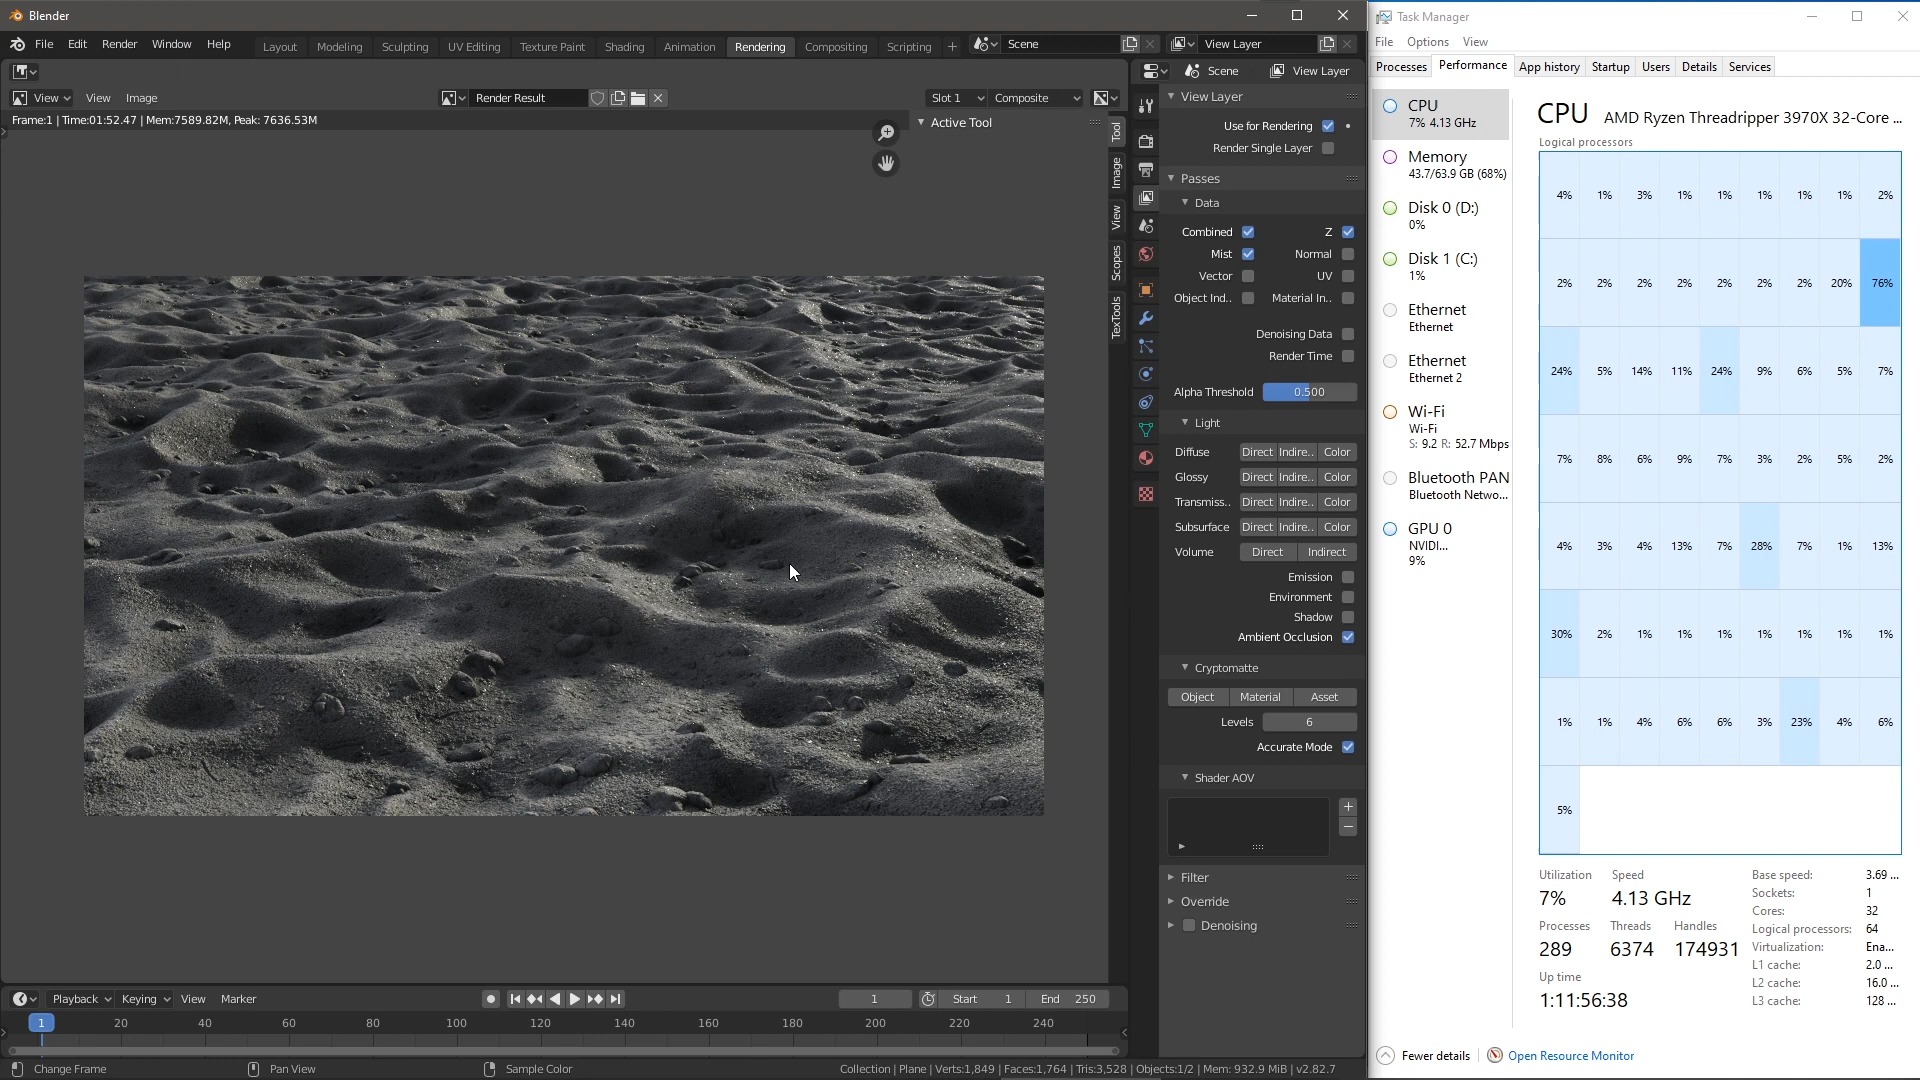 Blender
File Edit Render Window Help Layout Modeling Sculpting UV Editing Texture Paint Shading Animation Rendering Compositing Scripting + Scene View Layer
View View Image Render Result Slot 1 Composite
Frame:1 | Time:01:52.47 | Mem:7589.82M, Peak: 7636.53M
Active Tool
Tool
Image
View
Scopes
TexTools
Scene View Layer
View Layer
Use for Rendering
Render Single Layer
Passes
Data
Combined Z
Mist Normal
Vector UV
Object Ind.. Material In..
Denoising Data
Render Time
Alpha Threshold 0.500
Light
Diffuse Direct Indire.. Color
Glossy Direct Indire.. Color
Transmiss.. Direct Indire.. Color
Subsurface Direct Indire.. Color
Volume Direct Indirect
Emission
Environment
Shadow
Ambient Occlusion
Cryptomatte
Object Material Asset
Levels 6
Accurate Mode
Shader AOV
Filter
Override
Denoising
Playback Keying View Marker 1 Start 1 End 250
1 20 40 60 80 100 120 140 160 180 200 220 240
Change Frame Pan View Sample Color Collection | Plane | Verts:1,849 | Faces:1,764 | Tris:3,528 | Objects:1/2 | Mem: 932.9 MiB | v2.82.7
Task Manager
File Options View
Processes Performance App history Startup Users Details Services
CPU
7% 4.13 GHz
Memory
43.7/63.9 GB (68%)
Disk 0 (D:)
0%
Disk 1 (C:)
1%
Ethernet
Ethernet
Ethernet
Ethernet 2
Wi-Fi
Wi-Fi
S: 9.2 R: 52.7 Mbps
Bluetooth PAN
Bluetooth Netwo...
GPU 0
NVIDI...
9%
CPU AMD Ryzen Threadripper 3970X 32-Core ...
Logical processors
4% 1% 3% 1% 1% 1% 1% 1% 2%
2% 2% 2% 2% 2% 2% 2% 20% 76%
24% 5% 14% 11% 24% 9% 6% 5% 7%
7% 8% 6% 9% 7% 3% 2% 5% 2%
4% 3% 4% 13% 7% 28% 7% 1% 13%
30% 2% 1% 1% 1% 1% 1% 1% 1%
1% 1% 4% 6% 6% 3% 23% 4% 6%
5%
Utilization Speed
7% 4.13 GHz
Processes Threads Handles
289 6374 174931
Up time
1:11:56:38
Base speed: 3.69 ...
Sockets: 1
Cores: 32
Logical processors: 64
Virtualization: Ena...
L1 cache: 2.0 ...
L2 cache: 16.0 ...
L3 cache: 128 ...
Fewer details Open Resource Monitor